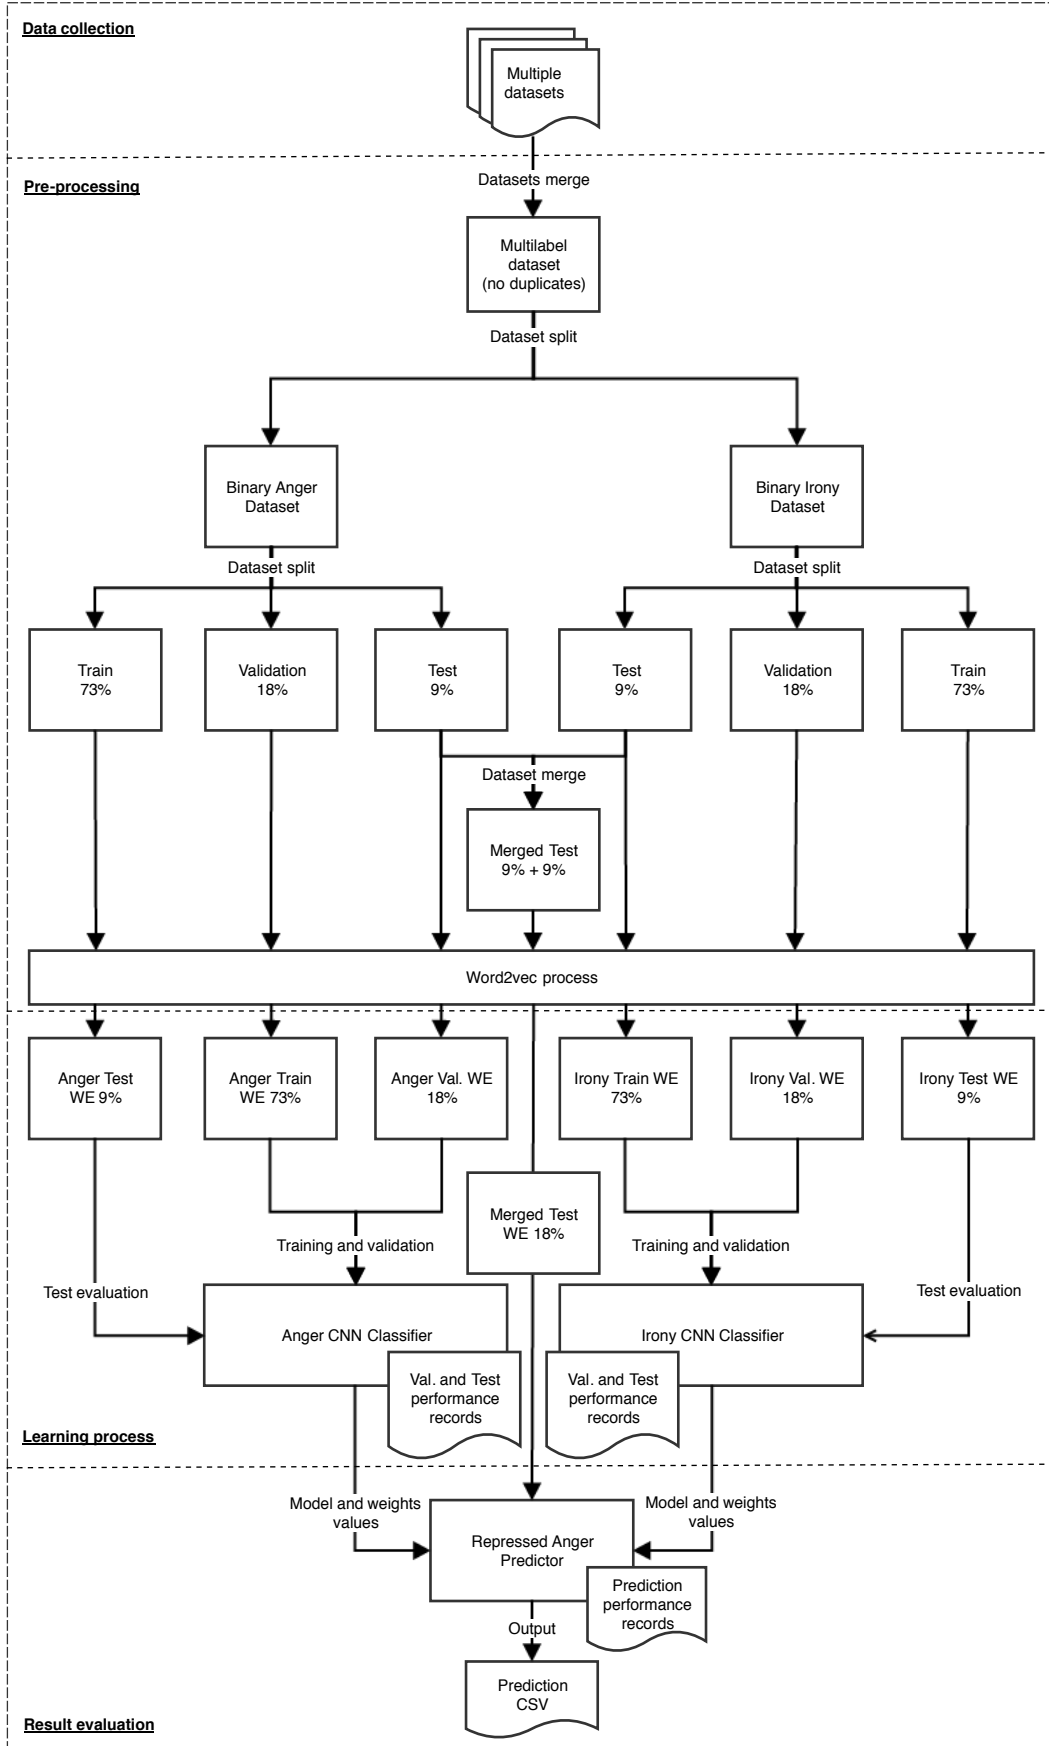 Data collection
Multiple
datasets
Datasets merge
Pre-processing
Multilabel
dataset
(no duplicates)
Dataset split
Binary Anger
Dataset
Binary Irony
Dataset
Dataset split
Dataset split
Train
73%
Validation
18%
Test
9%
Test
9%
Validation
18%
Train
73%
Dataset merge
Merged Test
9% + 9%
Word2vec process
Anger Test
WE 9%
Anger Train
WE 73%
Anger Val. WE
18%
Irony Train WE
73%
Irony Val. WE
18%
Irony Test WE
9%
Merged Test
WE 18%
Training and validation
Training and validation
Test evaluation
Test evaluation
Anger CNN Classifier
Irony CNN Classifier
Val. and Test
performance
records
Val. and Test
performance
records
Learning process
Model and weights
values
Model and weights
values
Repressed Anger
Predictor
Prediction
performance
records
Output
Prediction
CSV
Result evaluation